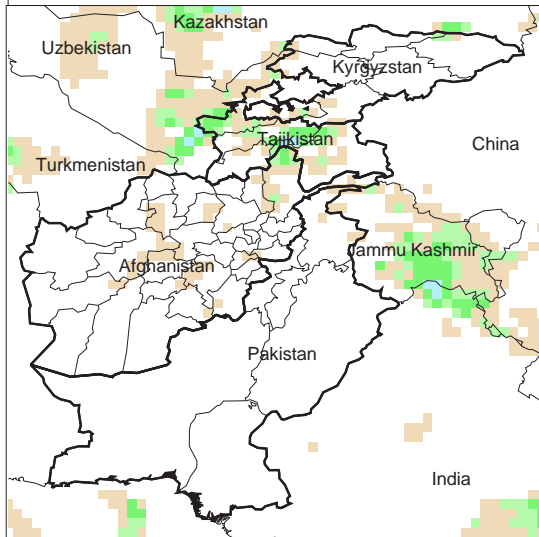 Kazakhstan
Uzbekistan
Kyrgyzstan
Tajikistan
China
Turkmenistan
Jammu Kashmir
Afghanistan
Pakistan
India